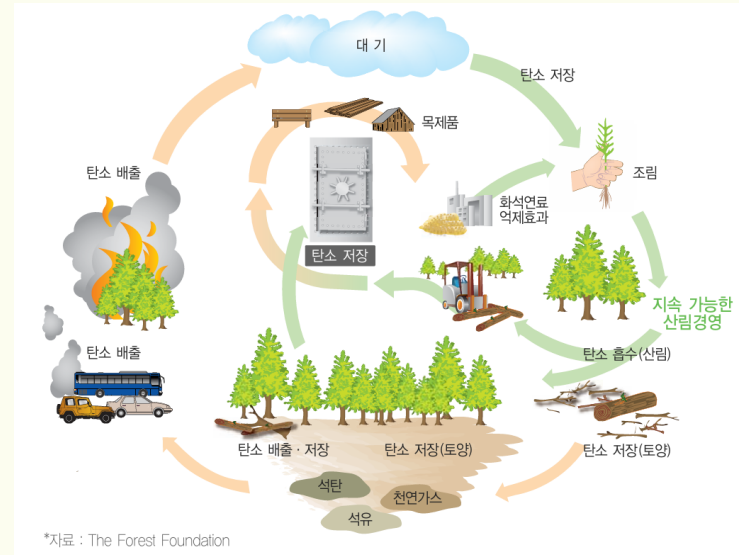 대 기
탄소 저장
목제품
탄소 배출
조림
화석연료
억제효과
탄소 저장
지속 가능한
산림경영
탄소 배출
탄소 흡수(산림)
탄소 배출 · 저장
탄소 저장(토양)
탄소 저장(토양)
석탄
천연가스
석유
*자료 : The Forest Foundation